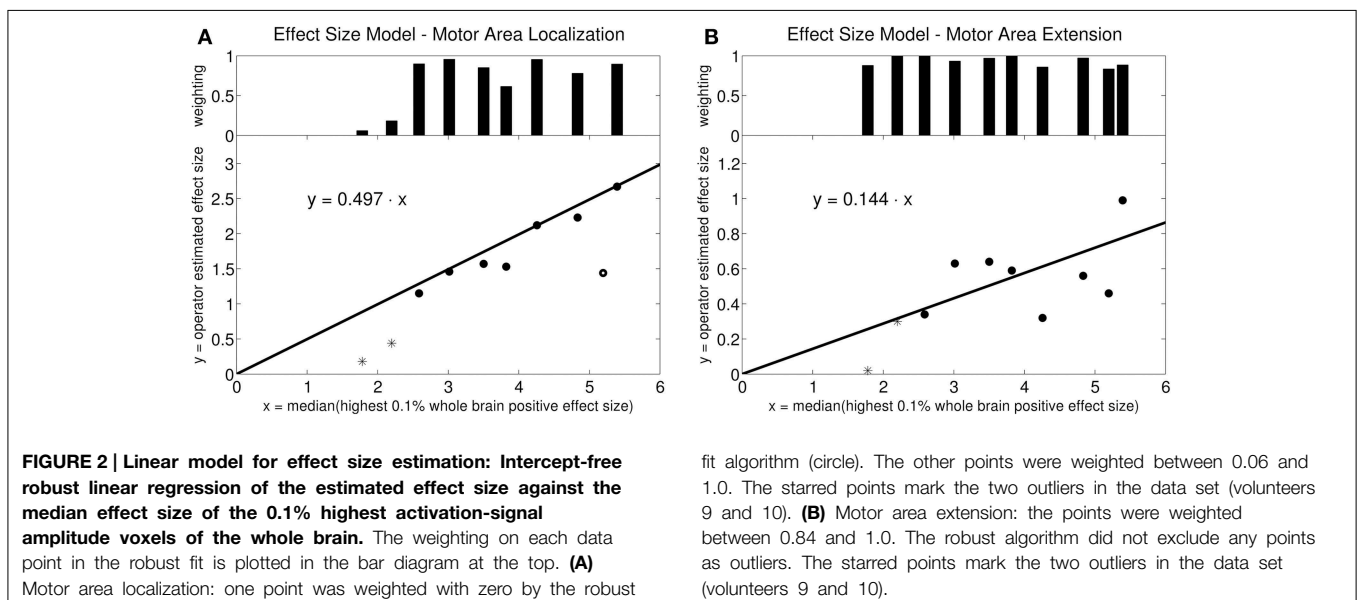 A Effect Size Model - Motor Area Localization
weighting
1
0.5
0
y = operator estimated effect size
3
2.5
2
1.5
1
0.5
0
y = 0.497 · x
0 1 2 3 4 5 6
x = median(highest 0.1% whole brain positive effect size)
B Effect Size Model - Motor Area Extension
weighting
1
0.5
0
y = operator estimated effect size
1.2
1
0.8
0.6
0.4
0.2
0
y = 0.144 · x
0 1 2 3 4 5 6
x = median(highest 0.1% whole brain positive effect size)
FIGURE 2 | Linear model for effect size estimation: Intercept-free
robust linear regression of the estimated effect size against the
median effect size of the 0.1% highest activation-signal
amplitude voxels of the whole brain. The weighting on each data
point in the robust fit is plotted in the bar diagram at the top. (A)
Motor area localization: one point was weighted with zero by the robust
fit algorithm (circle). The other points were weighted between 0.06 and
1.0. The starred points mark the two outliers in the data set (volunteers
9 and 10). (B) Motor area extension: the points were weighted
between 0.84 and 1.0. The robust algorithm did not exclude any points
as outliers. The starred points mark the two outliers in the data set
(volunteers 9 and 10).